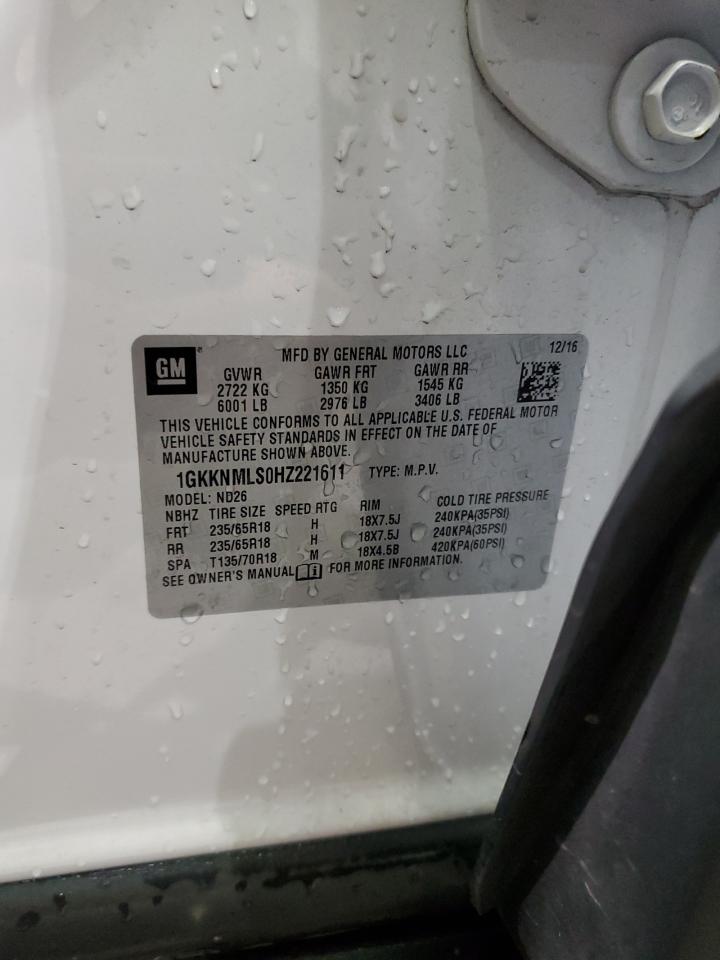 GM
MFD BY GENERAL MOTORS LLC 12/16
GVWR GAWR FRT GAWR RR
2722 KG 1350 KG 1545 KG
6001 LB 2976 LB 3406 LB
THIS VEHICLE CONFORMS TO ALL APPLICABLE U.S. FEDERAL MOTOR
VEHICLE SAFETY STANDARDS IN EFFECT ON THE DATE OF
MANUFACTURE SHOWN ABOVE.
1GKKNMLS0HZ221611 TYPE: M.P.V.
MODEL: ND26
NBHZ TIRE SIZE SPEED RTG RIM COLD TIRE PRESSURE
FRT 235/65R18 H 18X7.5J 240KPA(35PSI)
RR 235/65R18 H 18X7.5J 240KPA(35PSI)
SPA T135/70R18 M 18X4.5B 420KPA(60PSI)
SEE OWNER'S MANUAL FOR MORE INFORMATION.